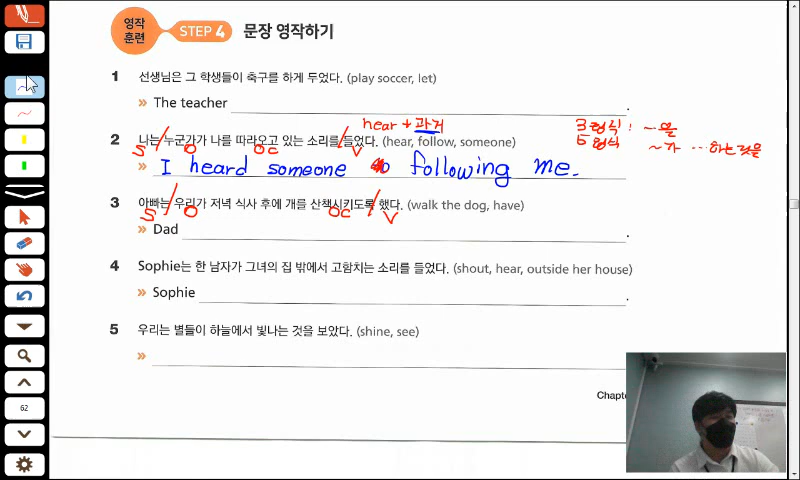 영작
훈련
STEP 4 문장 영작하기
1 선생님은 그 학생들이 축구를 하게 두었다. (play soccer, let)
» The teacher .
hear + 과거
3형식 : ~을
5형식 ~가 …하는 것을
2 나는 누군가가 나를 따라오고 있는 소리를 들었다. (hear, follow, someone)
S O OC V
» I heard someone following me.
3 아빠는 우리가 저녁 식사 후에 개를 산책시키도록 했다. (walk the dog, have)
S O OC V
» Dad .
4 Sophie는 한 남자가 그녀의 집 밖에서 고함치는 소리를 들었다. (shout, hear, outside her house)
» Sophie .
5 우리는 별들이 하늘에서 빛나는 것을 보았다. (shine, see)
»
Chapte
62